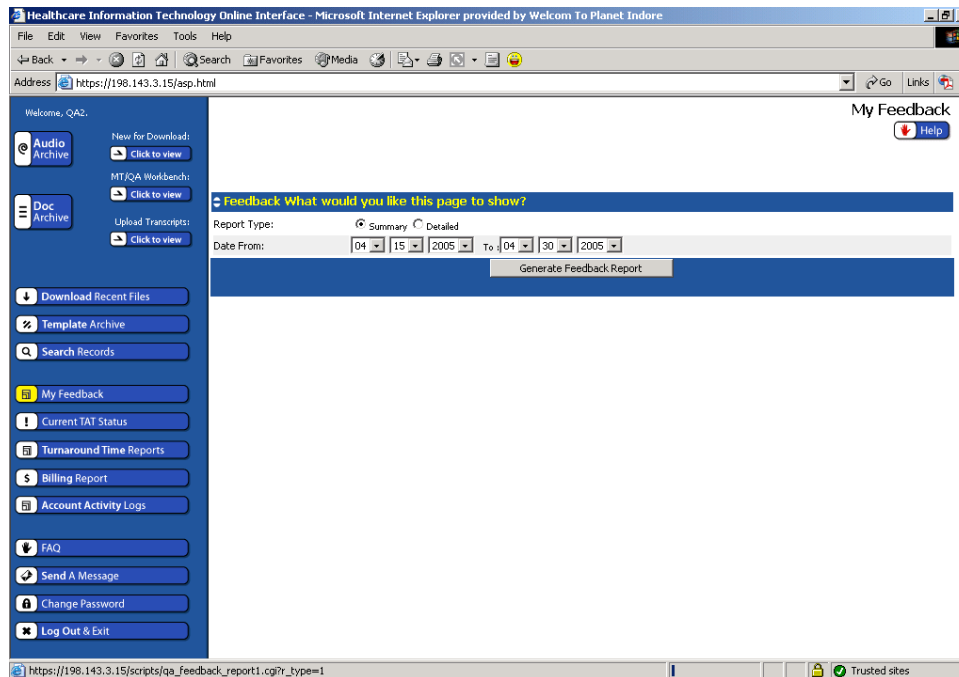 Healthcare Information Technology Online Interface - Microsoft Internet Explorer provided by Welcom To Planet Indore
File Edit View Favorites Tools Help
Back Search Favorites Media
Address https://198.143.3.15/asp.html Go Links
Welcome, QA2.
My Feedback
Help
Audio Archive
New for Download:
Click to view
MT/QA Workbench:
Click to view
Doc Archive
Upload Transcripts:
Click to view
Feedback What would you like this page to show?
Report Type: Summary Detailed
Date From: 04 15 2005 To : 04 30 2005
Generate Feedback Report
Download Recent Files
Template Archive
Search Records
My Feedback
Current TAT Status
Turnaround Time Reports
Billing Report
Account Activity Logs
FAQ
Send A Message
Change Password
Log Out & Exit
https://198.143.3.15/scripts/qa_feedback_report1.cgi?r_type=1 Trusted sites